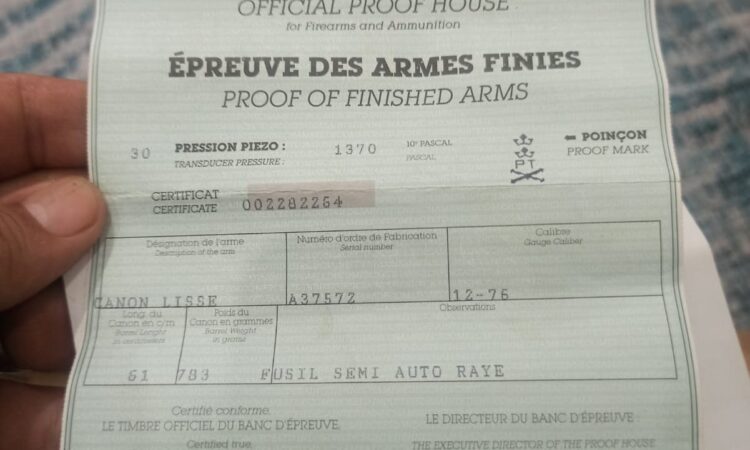 OFFICIAL PROOF HOUSE
for Firearms and Ammunition
ÉPREUVE DES ARMES FINIES
PROOF OF FINISHED ARMS
30 PRESSION PIEZO : 1370 10⁵ PASCAL ⬅ POINÇON
TRANSDUCER PRESSURE : PASCAL PT PROOF MARK
CERTIFICAT
CERTIFICATE 002282254
Désignation de l'arme Numéro d'ordre de Fabrication Calibre
Description of the arm Serial number Gauge Caliber
CANON LISSE A37572 12-76
Long. du Poids du Observations
Canon en c/m Canon en grammes
Barrel Lenght Barrel Weight
in centimeters in grams
61 783 FUSIL SEMI AUTO RAYE
Certifié conforme,
LE TIMBRE OFFICIEL DU BANC D'ÉPREUVE LE DIRECTEUR DU BANC D'ÉPREUVE
Certified true, THE EXECUTIVE DIRECTOR OF THE PROOF HOUSE